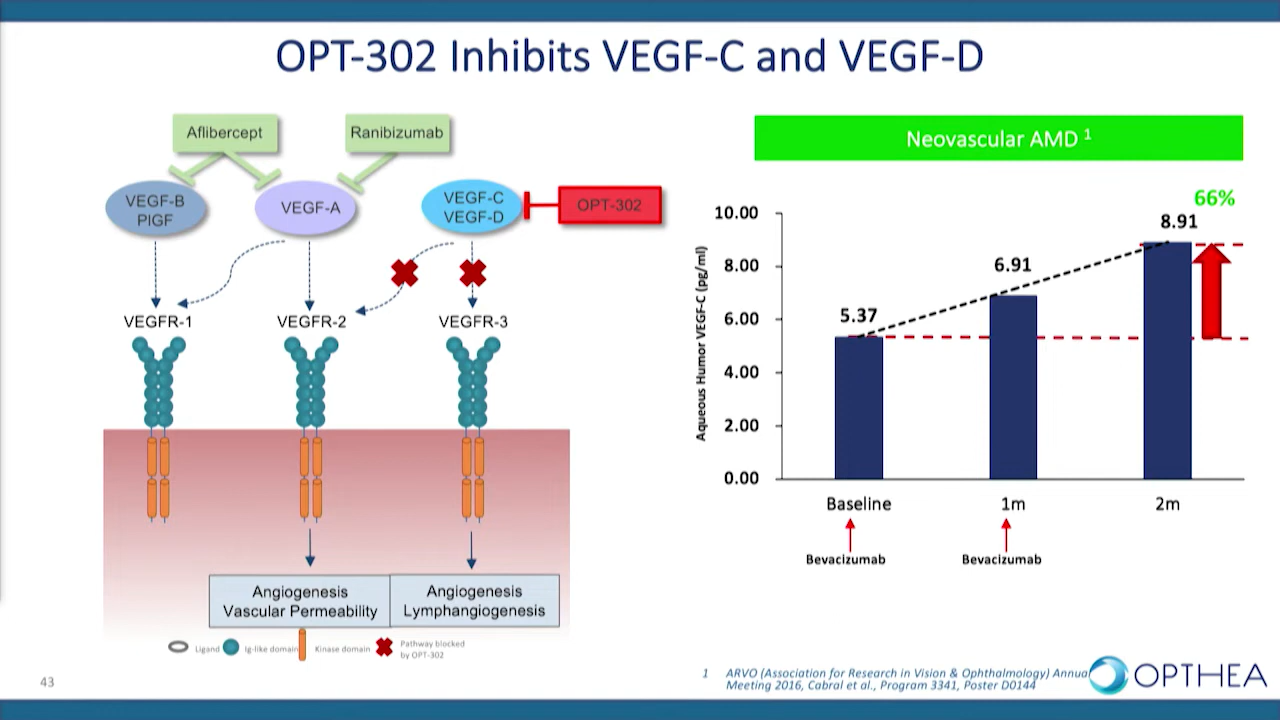 OPT-302 Inhibits VEGF-C and VEGF-D
Aflibercept
Ranibizumab
VEGF-B
PlGF
VEGF-A
VEGF-C
VEGF-D
OPT-302
VEGFR-1
VEGFR-2
VEGFR-3
Angiogenesis
Vascular Permeability
Angiogenesis
Lymphangiogenesis
Ligand
Ig-like domain
Kinase domain
Pathway blocked
by OPT-302
Neovascular AMD 1
Aqueous Humor VEGF-C (pg/ml)
10.00
8.00
6.00
4.00
2.00
0.00
5.37
6.91
8.91
66%
Baseline
1m
2m
Bevacizumab
Bevacizumab
1 ARVO (Association for Research in Vision & Ophthalmology) Annua
Meeting 2016, Cabral et al., Program 3341, Poster D0144
OPTHEA
43